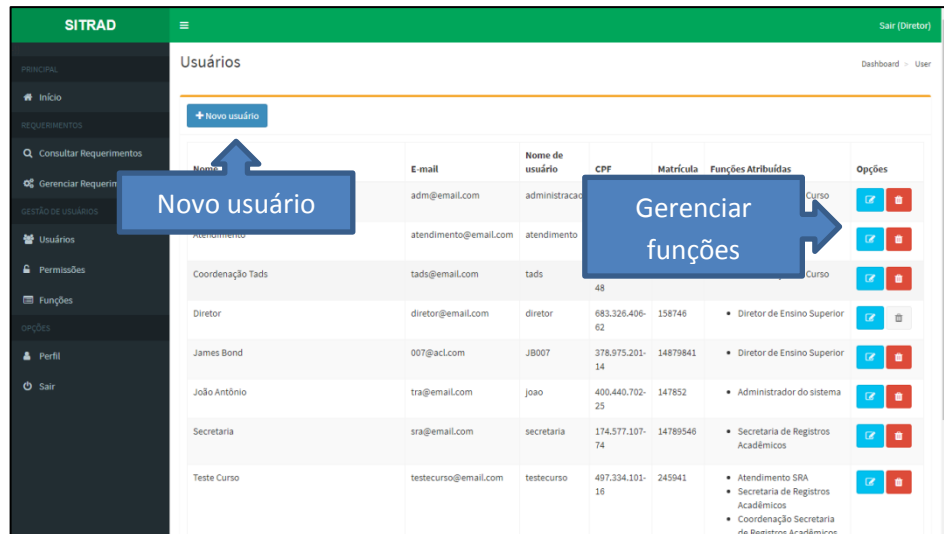 SITRAD
Sair (Diretor)
PRINCIPAL
Início
REQUERIMENTOS
Consultar Requerimentos
Gerenciar Requerim
GESTÃO DE USUÁRIOS
Usuários
Permissões
Funções
OPÇÕES
Perfil
Sair
Usuários
Dashboard > User
+ Novo usuário
Novo usuário
Gerenciar
funções
Nome E-mail Nome de usuário CPF Matrícula Funções Atribuídas Opções
adm@email.com administracao Curso
Atendimento atendimento@email.com atendimento
Coordenação Tads tads@email.com tads 48 Curso
Diretor diretor@email.com diretor 683.326.406-62 158746 • Diretor de Ensino Superior
James Bond 007@acl.com JB007 378.975.201-14 14879841 • Diretor de Ensino Superior
João Antônio tra@email.com joao 400.440.702-25 147852 • Administrador do sistema
Secretaria sra@email.com secretaria 174.577.107-74 14789546 • Secretaria de Registros Acadêmicos
Teste Curso testecurso@email.com testecurso 497.334.101-16 245941 • Atendimento SRA
• Secretaria de Registros Acadêmicos
• Coordenação Secretaria
de Registros Acadêmicos